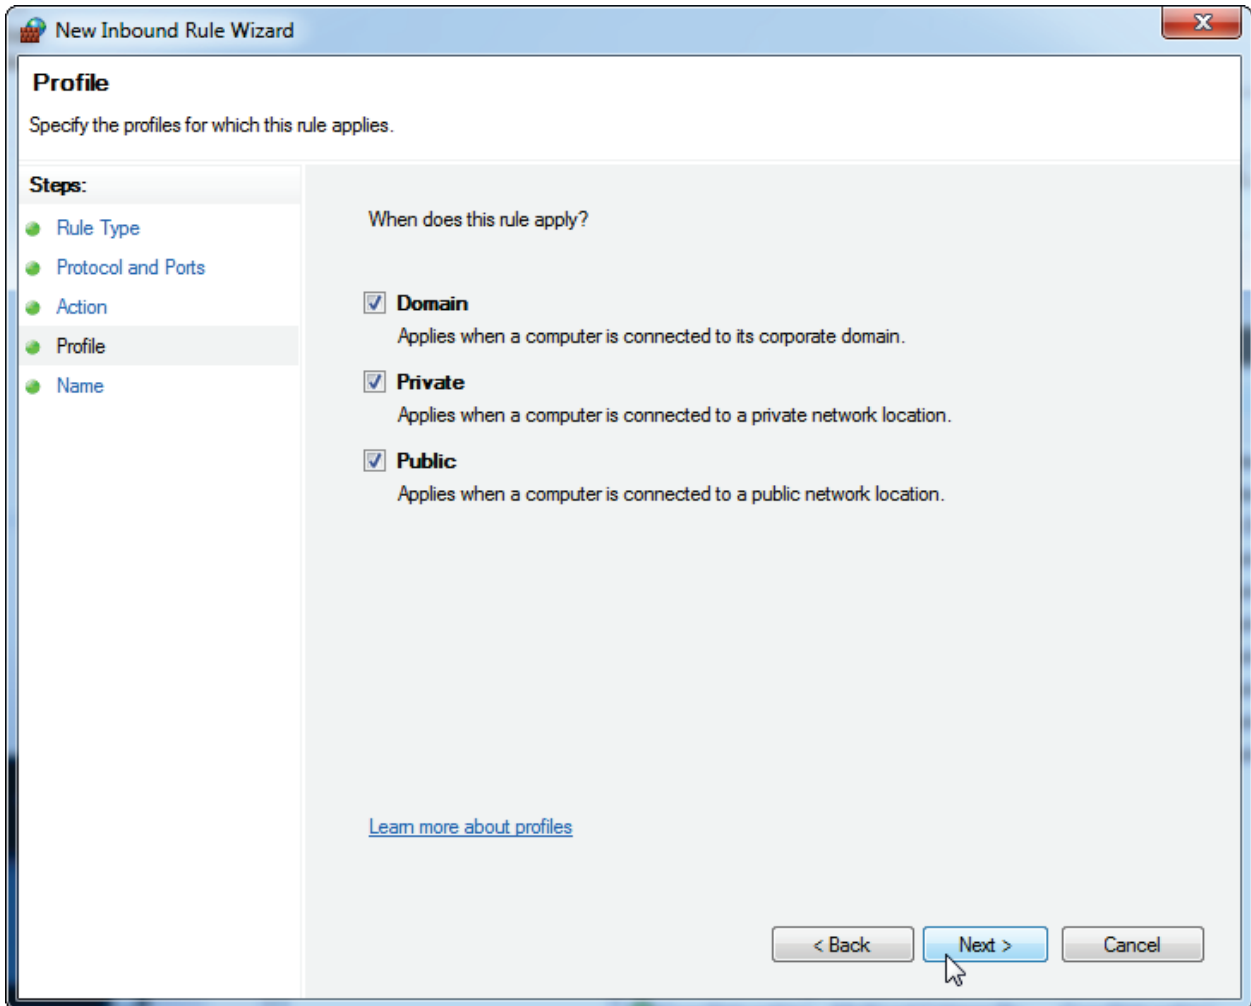 New Inbound Rule Wizard
Profile
Specify the profiles for which this rule applies.
Steps:
Rule Type
Protocol and Ports
Action
Profile
Name
When does this rule apply?
Domain
Applies when a computer is connected to its corporate domain.
Private
Applies when a computer is connected to a private network location.
Public
Applies when a computer is connected to a public network location.
Learn more about profiles
< Back
Next >
Cancel